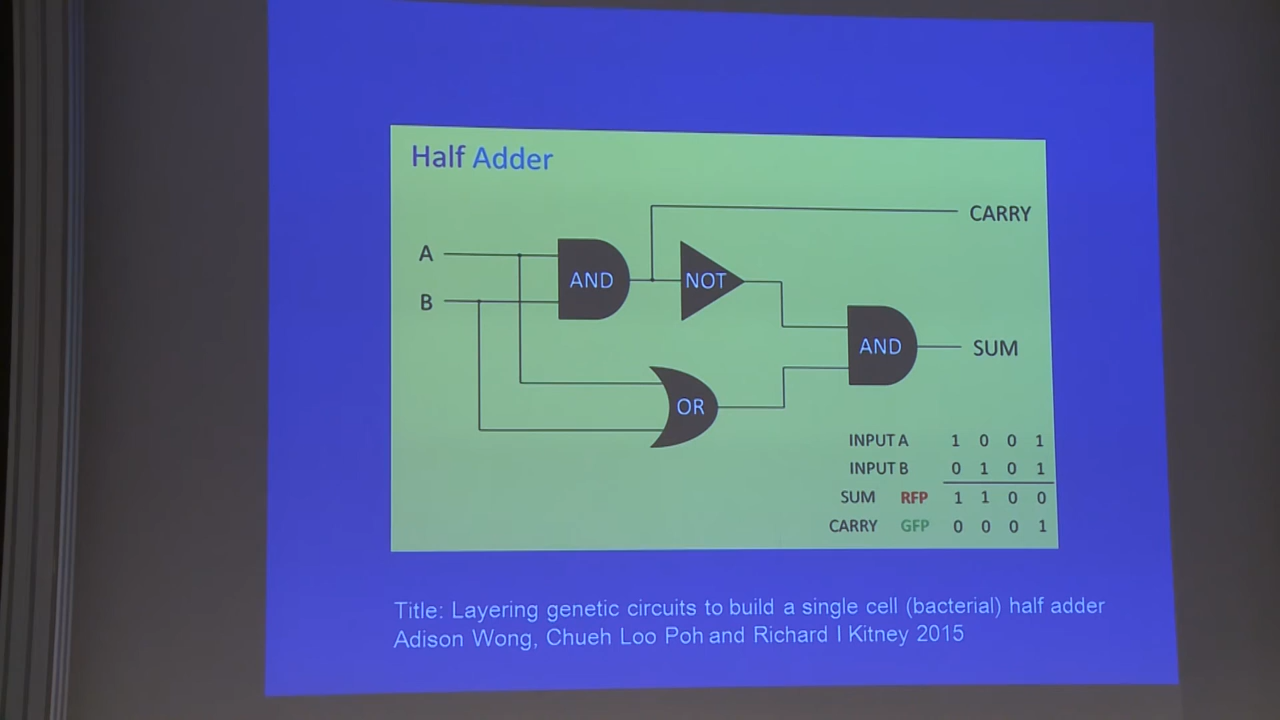 Half Adder
CARRY
A
AND
NOT
B
AND
SUM
OR
INPUT A 1 0 0 1
INPUT B 0 1 0 1
SUM RFP 1 1 0 0
CARRY GFP 0 0 0 1
Title: Layering genetic circuits to build a single cell (bacterial) half adder
Adison Wong, Chueh Loo Poh and Richard I Kitney 2015